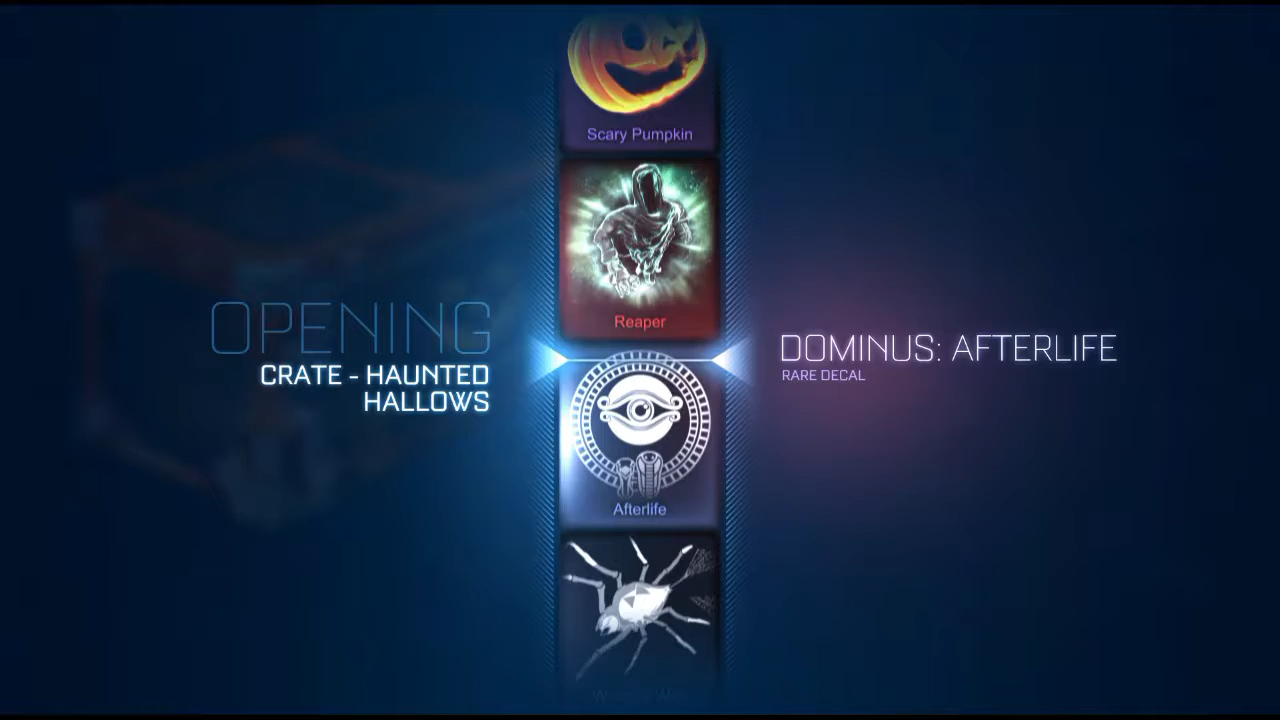 Scary Pumpkin
Reaper
OPENING
CRATE - HAUNTED
HALLOWS
DOMINUS: AFTERLIFE
RARE DECAL
Afterlife